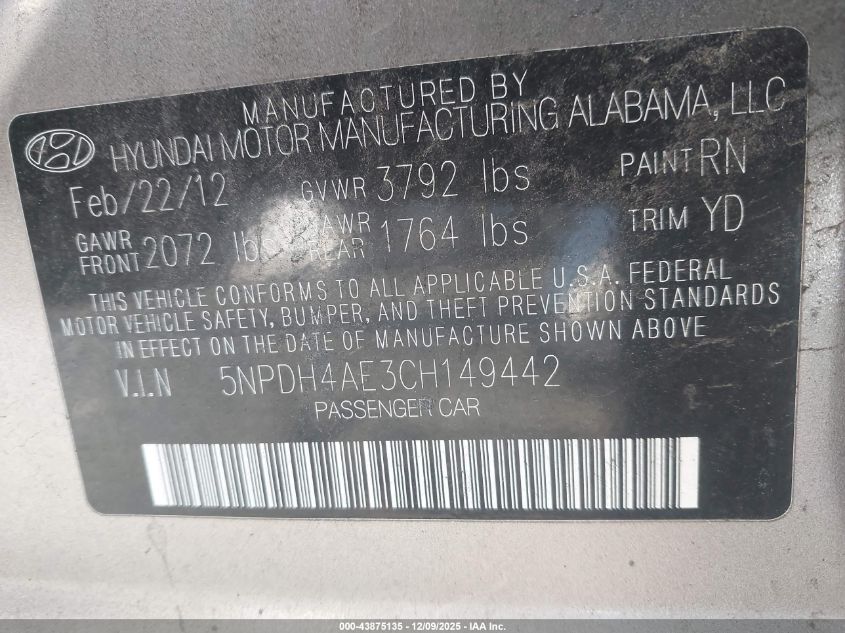 MANUFACTURED BY
HYUNDAI MOTOR MANUFACTURING ALABAMA, LLC
Feb/22/12 GVWR 3792 lbs PAINT RN
GAWR FRONT 2072 lbs GAWR REAR 1764 lbs TRIM YD
THIS VEHICLE CONFORMS TO ALL APPLICABLE U.S.A. FEDERAL
MOTOR VEHICLE SAFETY, BUMPER, AND THEFT PREVENTION STANDARDS
IN EFFECT ON THE DATE OF MANUFACTURE SHOWN ABOVE
V.I.N 5NPDH4AE3CH149442
PASSENGER CAR
000-43875135 - 12/09/2025 - IAA Inc.